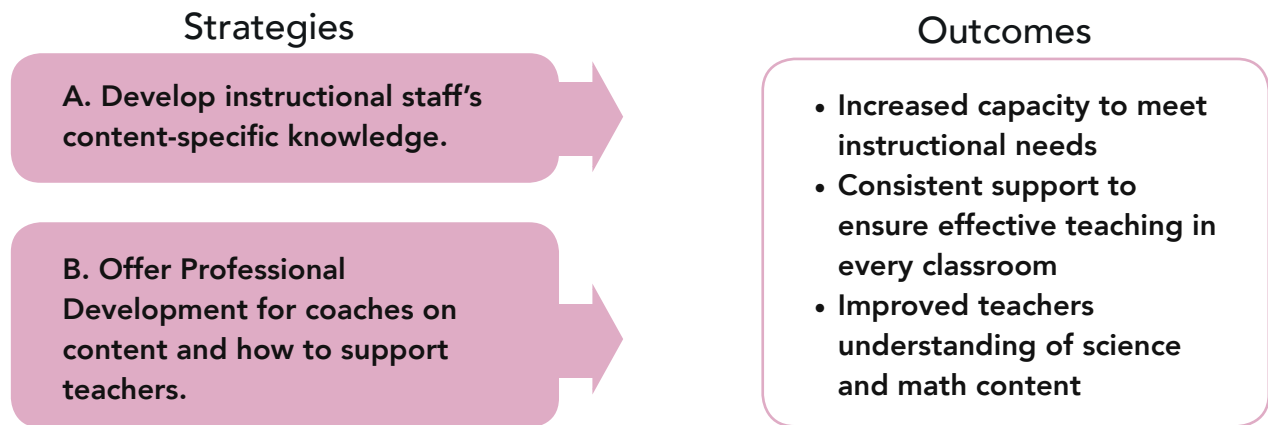 Strategies
A. Develop instructional staff's
content-specific knowledge.
B. Offer Professional
Development for coaches on
content and how to support
teachers.
Outcomes
• Increased capacity to meet
instructional needs
• Consistent support to
ensure effective teaching in
every classroom
• Improved teachers
understanding of science
and math content